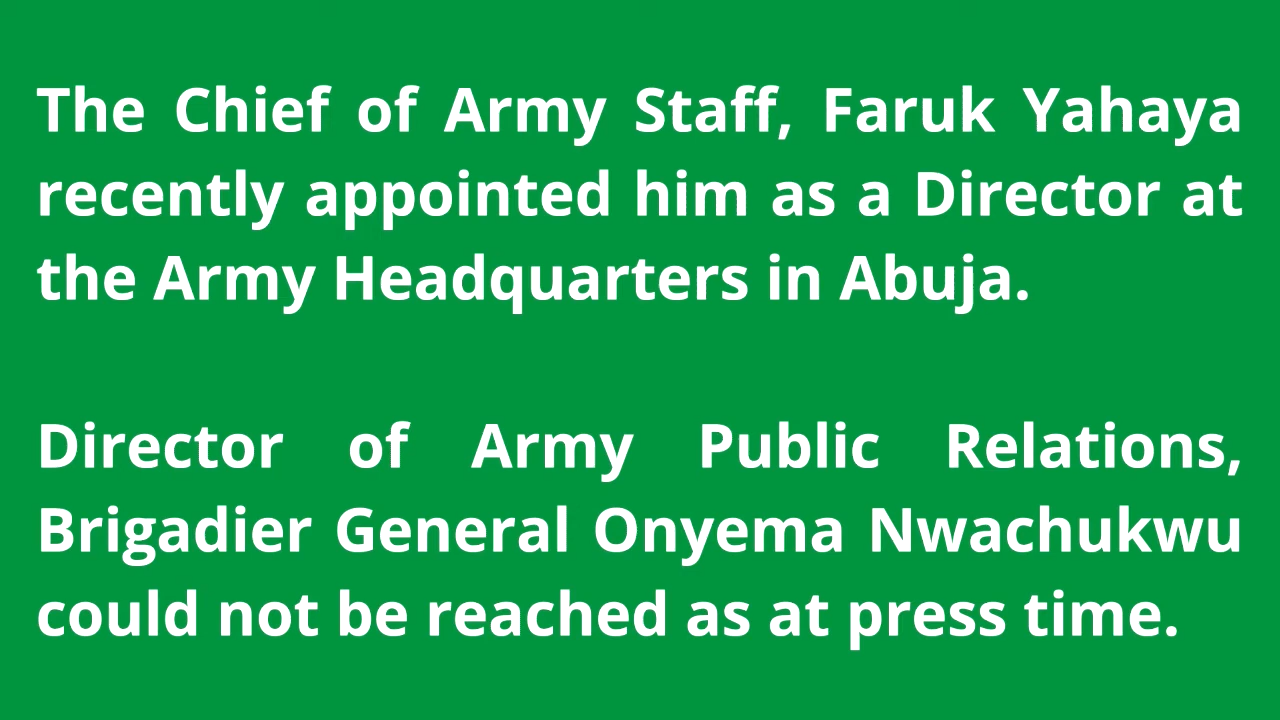 The Chief of Army Staff, Faruk Yahaya
recently appointed him as a Director at
the Army Headquarters in Abuja.
Director of Army Public Relations,
Brigadier General Onyema Nwachukwu
could not be reached as at press time.